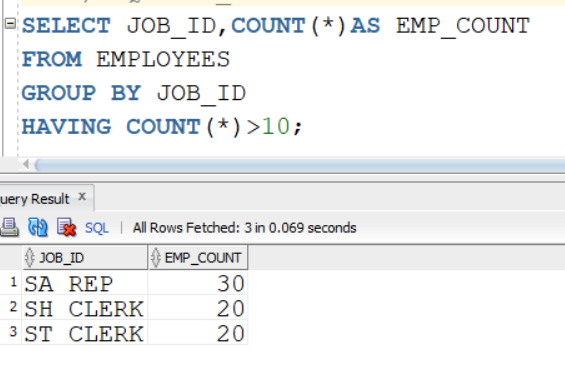 SELECT JOB_ID,COUNT(*)AS EMP_COUNT
FROM EMPLOYEES
GROUP BY JOB_ID
HAVING COUNT(*)>10;
uery Result x
SQL | All Rows Fetched: 3 in 0.069 seconds
JOB_ID EMP_COUNT
1 SA_REP 30
2 SH_CLERK 20
3 ST_CLERK 20